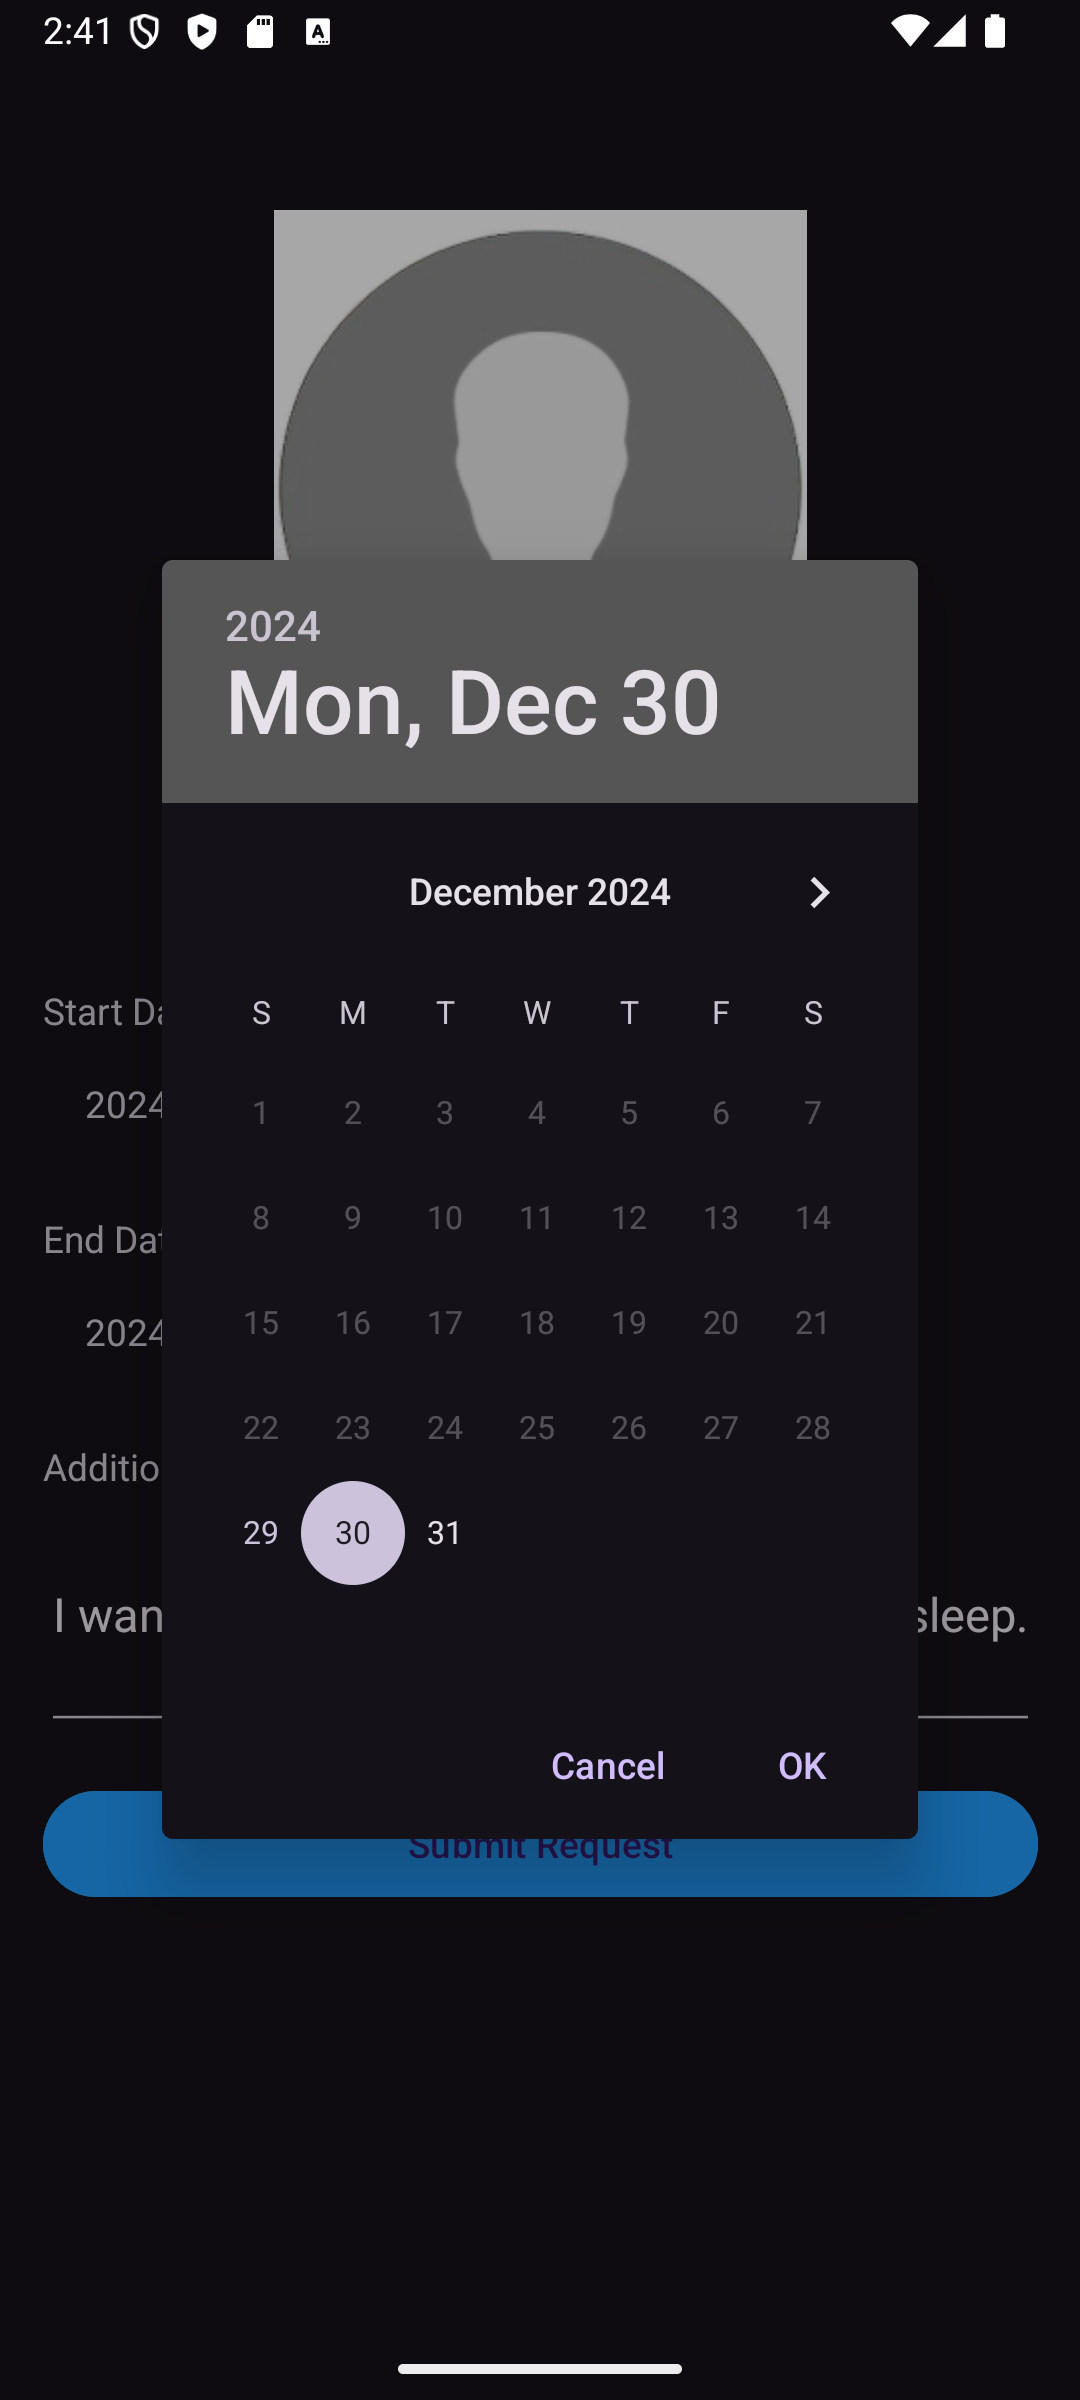 2:41
2024
Mon, Dec 30
December 2024
S M T W T F S
1 2 3 4 5 6 7
8 9 10 11 12 13 14
15 16 17 18 19 20 21
22 23 24 25 26 27 28
29 30 31
Start Da
2024
End Dat
2024
Additio
I wan sleep.
Cancel OK
Submit Request